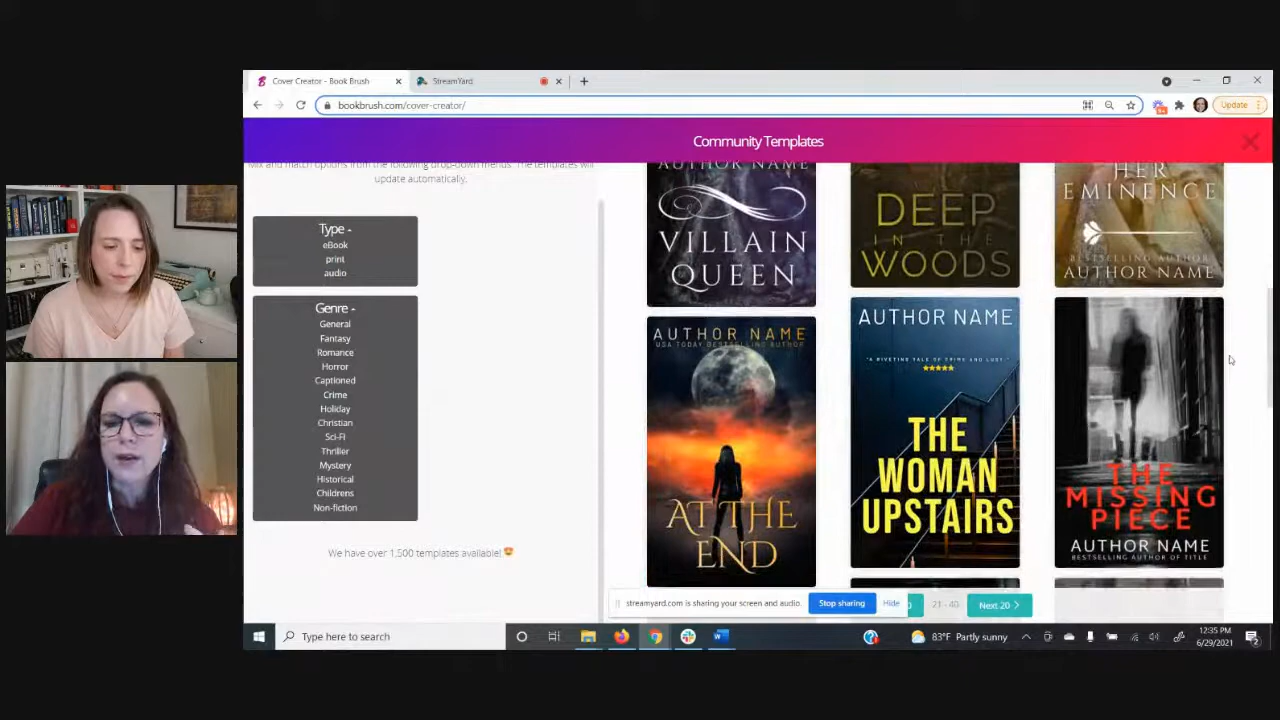 Cover Creator - Book Brush
StreamYard
bookbrush.com/cover-creator/
Update
Community Templates
Mix and match options from the following drop-down menus. The templates will
update automatically.
Type -
eBook
print
audio
Genre -
General
Fantasy
Romance
Horror
Captioned
Crime
Holiday
Christian
Sci-Fi
Thriller
Mystery
Historical
Childrens
Non-fiction
We have over 1,500 templates available!
AUTHOR NAME
VILLAIN
QUEEN
DEEP
IN THE
WOODS
HER
EMINENCE
BESTSELLING AUTHOR
AUTHOR NAME
AUTHOR NAME
USA TODAY BESTSELLING AUTHOR
AT THE
END
AUTHOR NAME
"A RIVETING TALE OF CRIME AND LUST."
THE
WOMAN
UPSTAIRS
THE
MISSING
PIECE
AUTHOR NAME
BESTSELLING AUTHOR OF TITLE
streamyard.com is sharing your screen and audio.
Stop sharing
Hide
21 - 40
Next 20 >
Type here to search
83°F Partly sunny
12:35 PM
6/29/2021